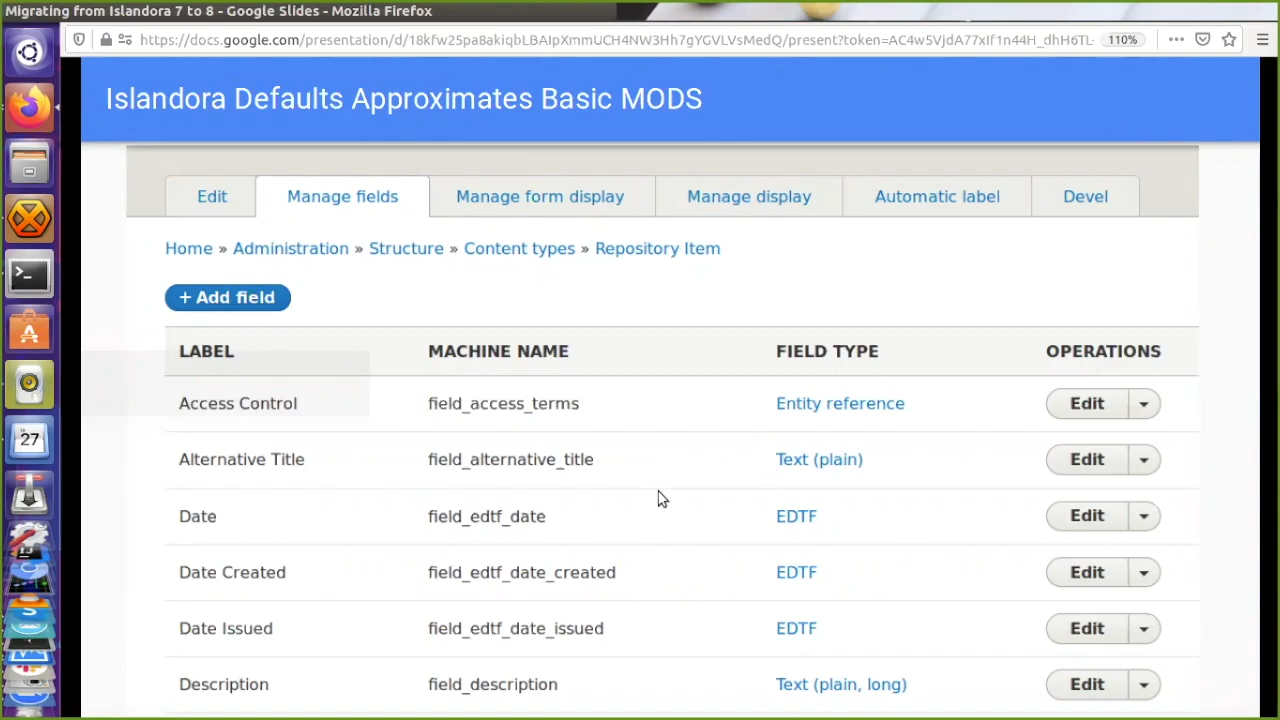 Migrating from Islandora 7 to 8 - Google Slides - Mozilla Firefox
https://docs.google.com/presentation/d/18kfw25pa8akiqbLBAIpXmmUCH4NW3Hh7gYGVLVsMedQ/present?token=AC4w5VjdA77xIf1n44H_dhH6TL- 110%
Islandora Defaults Approximates Basic MODS
Edit Manage fields Manage form display Manage display Automatic label Devel
Home » Administration » Structure » Content types » Repository Item
+ Add field
LABEL MACHINE NAME FIELD TYPE OPERATIONS
Access Control field_access_terms Entity reference Edit
Alternative Title field_alternative_title Text (plain) Edit
Date field_edtf_date EDTF Edit
Date Created field_edtf_date_created EDTF Edit
Date Issued field_edtf_date_issued EDTF Edit
Description field_description Text (plain, long) Edit
27